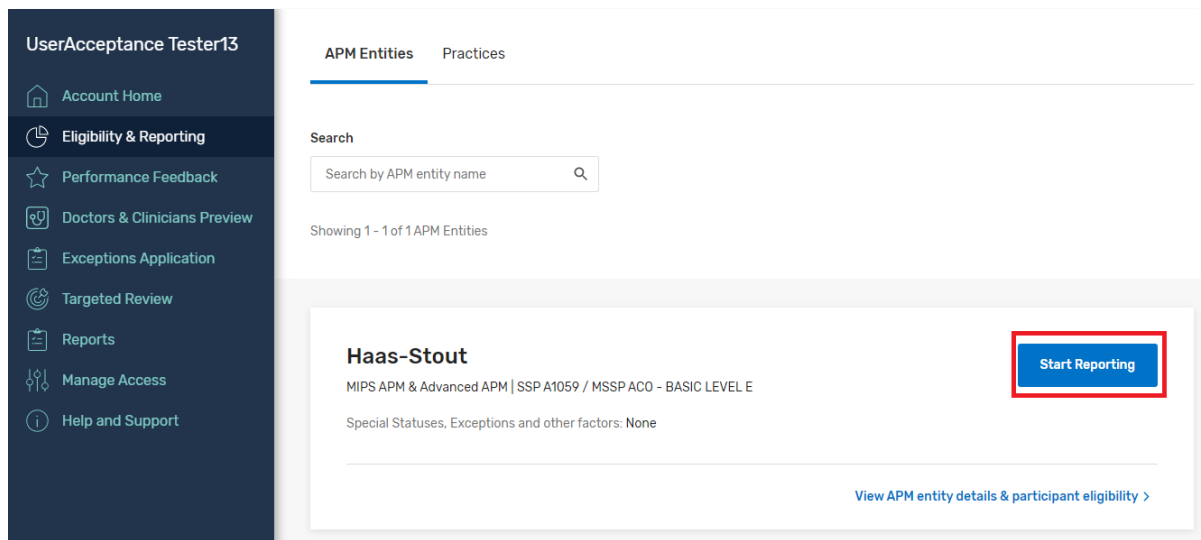 UserAcceptance Tester13
Account Home
Eligibility & Reporting
Performance Feedback
Doctors & Clinicians Preview
Exceptions Application
Targeted Review
Reports
Manage Access
Help and Support
APM Entities Practices
Search
Search by APM entity name
Showing 1 - 1 of 1 APM Entities
Haas-Stout
Start Reporting
MIPS APM & Advanced APM | SSP A1059 / MSSP ACO - BASIC LEVEL E
Special Statuses, Exceptions and other factors: None
View APM entity details & participant eligibility >